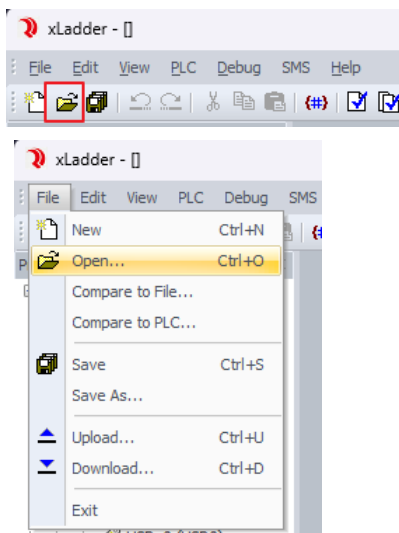 xLadder - []
File Edit View PLC Debug SMS Help
{#}
xLadder - []
File Edit View PLC Debug SMS
New Ctrl+N
P Open... Ctrl+O
Compare to File...
Compare to PLC...
Save Ctrl+S
Save As...
Upload... Ctrl+U
Download... Ctrl+D
Exit